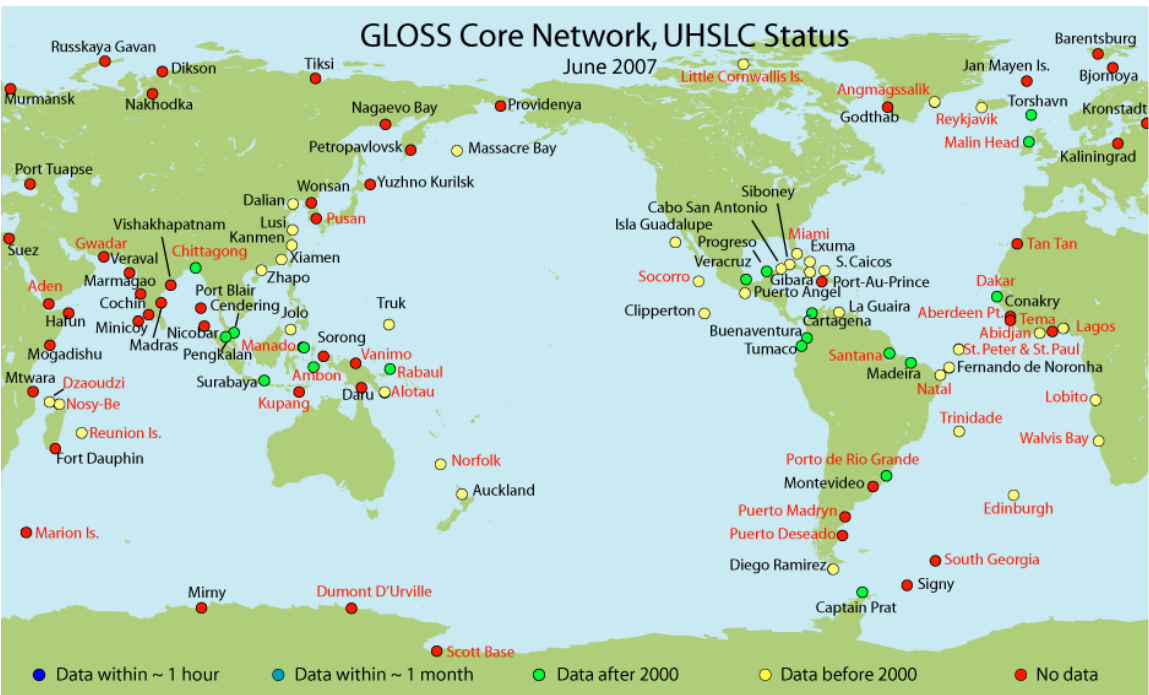 GLOSS Core Network, UHSLC Status
June 2007
Russkaya Gavan
Dikson
Tiksi
Little Cornwallis Is.
Barentsburg
Jan Mayen Is.
Bjornoya
Murmansk
Nakhodka
Nagaevo Bay
Providenya
Angmagssalik
Godthab
Reykjavik
Torshavn
Kronstadt
Petropavlovsk
Massacre Bay
Malin Head
Kaliningrad
Port Tuapse
Wonsan
Yuzhno Kurilsk
Dalian
Pusan
Siboney
Cabo San Antonio
Vishakhapatnam
Lusi
Isla Guadalupe
Miami
Kanmen
Progreso
Exuma
Suez
Gwadar
Chittagong
Xiamen
Veracruz
S. Caicos
Tan Tan
Veraval
Zhapo
Socorro
Gibara
Port-Au-Prince
Marmagao
Aden
Port Blair
Puerto Angel
Dakar
Cochin
Cendering
Truk
Clipperton
La Guaira
Conakry
Harun
Minicoy
Jolo
Cartagena
Aberdeen Pt.
Tema
Madras
Nicobar
Sorong
Buenaventura
Abidjan
Lagos
Mogadishu
Pengkalan
Manado
Vanimo
Tumaco
Santana
St. Peter & St. Paul
Mtwara
Dzaoudzi
Surabaya
Ambon
Rabaul
Madeira
Fernando de Noronha
Nosy-Be
Kupang
Daru
Alotau
Natal
Lobito
Reunion Is.
Trinidade
Walvis Bay
Fort Dauphin
Norfolk
Porto de Rio Grande
Auckland
Montevideo
Puerto Madryn
Edinburgh
Marion Is.
Puerto Deseado
Diego Ramirez
South Georgia
Mirny
Dumont D'Urville
Signy
Captain Prat
Scott Base
Data within ~ 1 hour
Data within ~ 1 month
Data after 2000
Data before 2000
No data